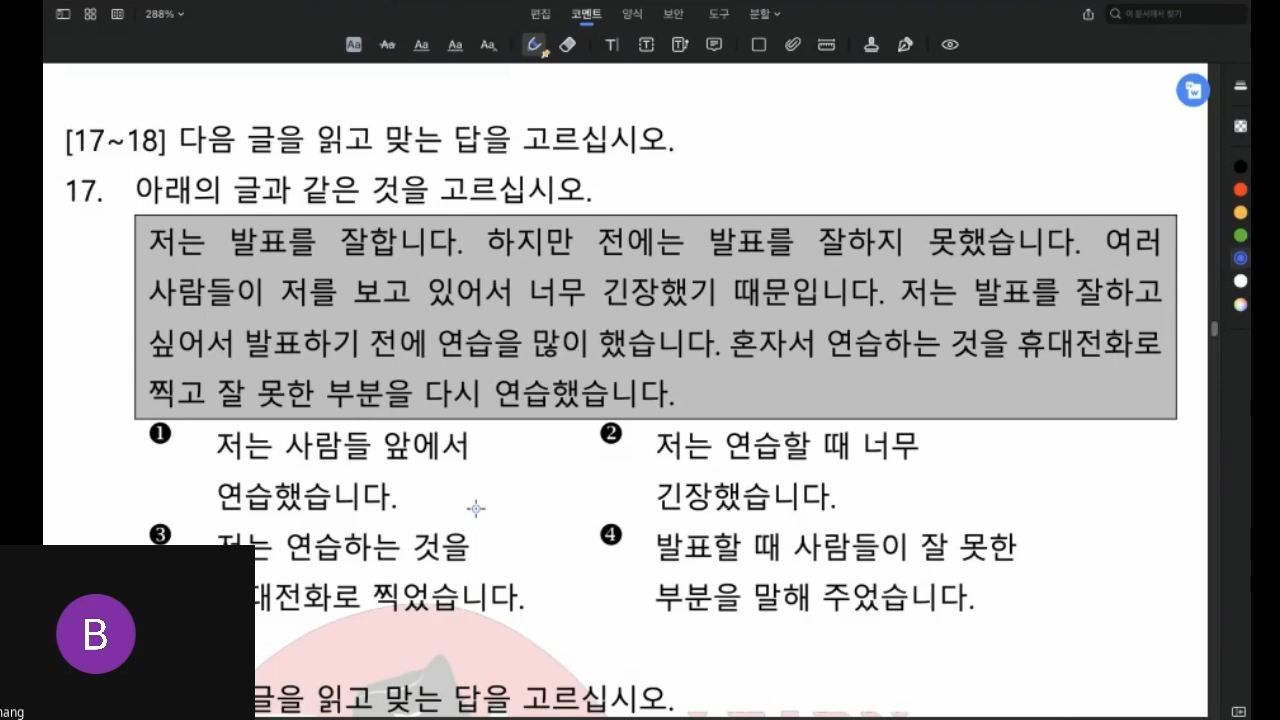 288%
편집 코멘트 양식 보안 도구 분할
이 문서에서 찾기
[17~18] 다음 글을 읽고 맞는 답을 고르십시오.
17. 아래의 글과 같은 것을 고르십시오.
저는 발표를 잘합니다. 하지만 전에는 발표를 잘하지 못했습니다. 여러
사람들이 저를 보고 있어서 너무 긴장했기 때문입니다. 저는 발표를 잘하고
싶어서 발표하기 전에 연습을 많이 했습니다. 혼자서 연습하는 것을 휴대전화로
찍고 잘 못한 부분을 다시 연습했습니다.
❶ 저는 사람들 앞에서
연습했습니다.
❷ 저는 연습할 때 너무
긴장했습니다.
❸ 저는 연습하는 것을
대전화로 찍었습니다.
❹ 발표할 때 사람들이 잘 못한
부분을 말해 주었습니다.
B
hang
글을 읽고 맞는 답을 고르십시오.